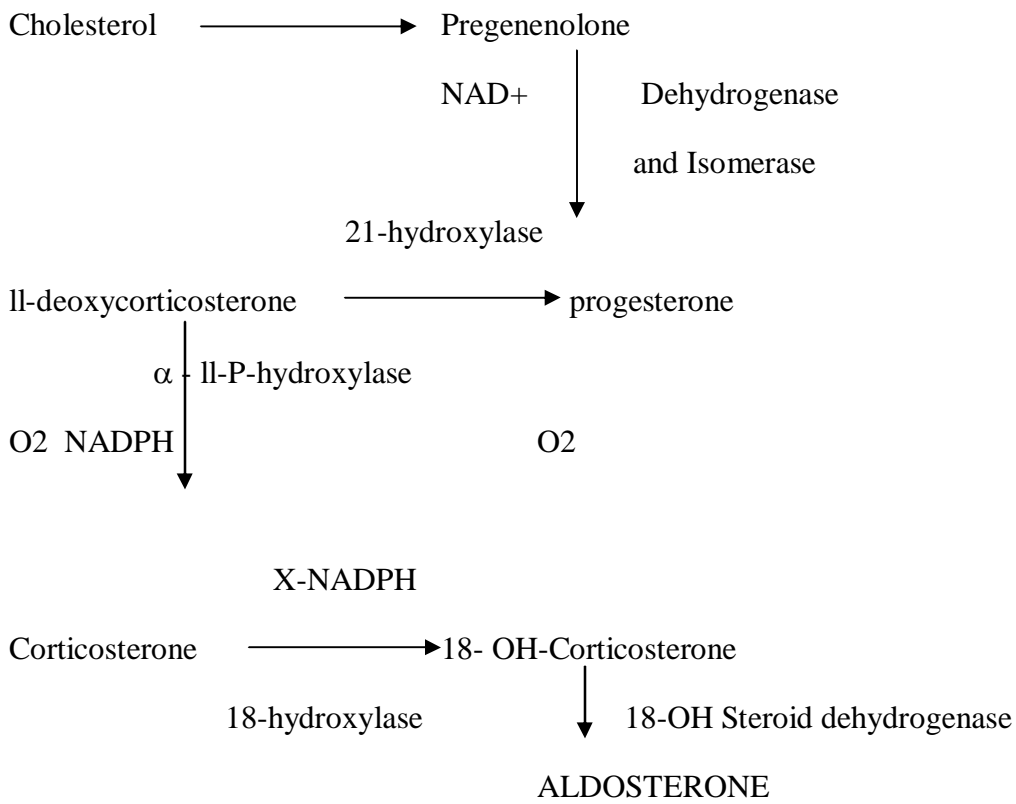 Cholesterol Pregenenolone
NAD+ Dehydrogenase
and Isomerase
21-hydroxylase
ll-deoxycorticosterone progesterone
α - ll-P-hydroxylase
O2 NADPH O2
X-NADPH
Corticosterone 18- OH-Corticosterone
18-hydroxylase 18-OH Steroid dehydrogenase
ALDOSTERONE